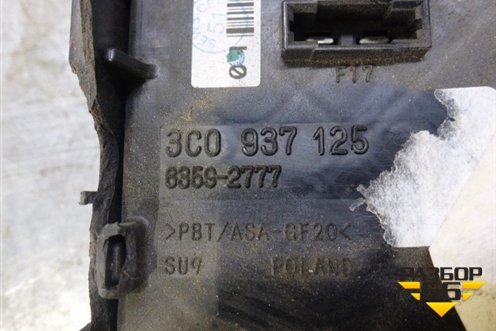 F17
3C0 937 125
6359-2777
>PBT/ASA-GF20<
SU9 POLAND
РАЗБОР